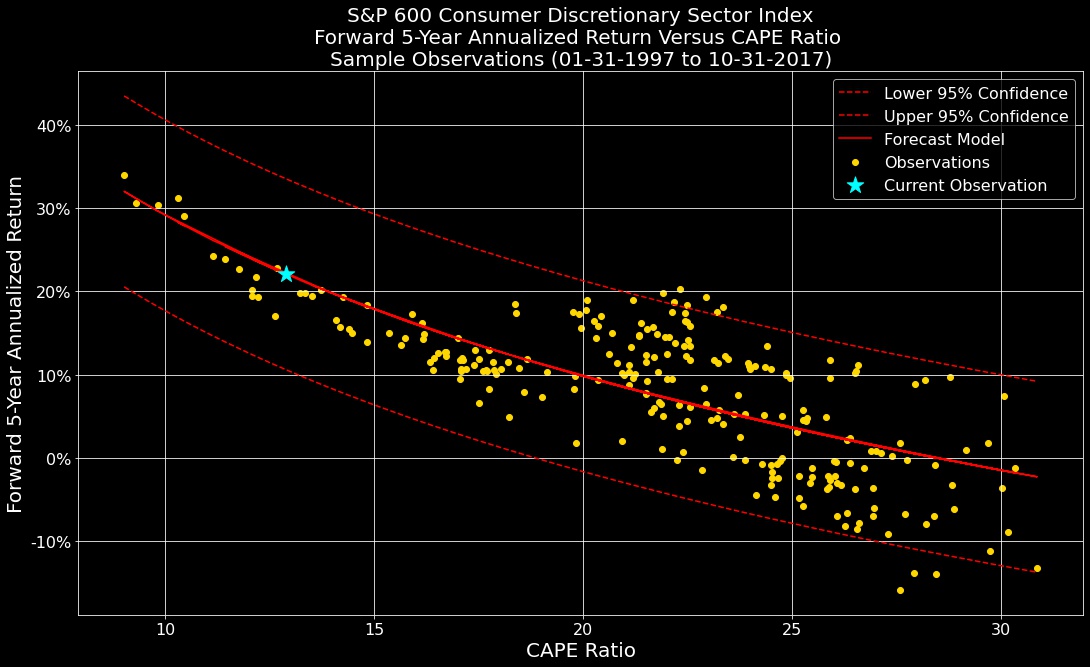 S&P 600 Consumer Discretionary Sector Index
Forward 5-Year Annualized Return Versus CAPE Ratio
Sample Observations (01-31-1997 to 10-31-2017)
Lower 95% Confidence
Upper 95% Confidence
Forecast Model
Observations
Current Observation
Forward 5-Year Annualized Return
40%
30%
20%
10%
0%
-10%
10
15
20
25
30
CAPE Ratio